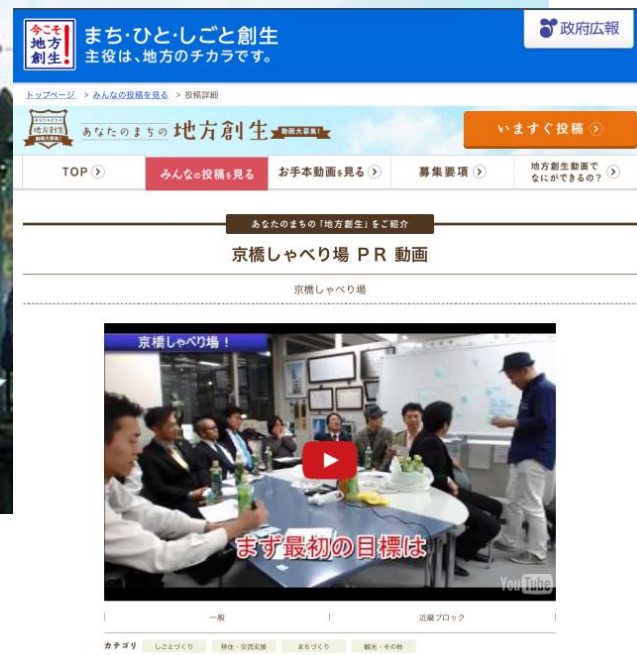 今こそ
地方
創生!
まち・ひと・しごと創生
主役は、地方のチカラです。
政府広報
トップページ > みんなの投稿を見る > 投稿詳細
地方創生
あなたのまちの 地方創生 動画大募集!
いますぐ投稿
TOP
みんなの投稿を見る
お手本動画を見る
募集要項
地方創生動画で
なにができるの?
あなたのまちの「地方創生」をご紹介
京橋しゃべり場 PR 動画
京橋しゃべり場
京橋しゃべり場!
まず最初の目標は
YouTube
一般
近畿ブロック
カテゴリ しごとづくり 移住・交流支援 まちづくり 観光・その他